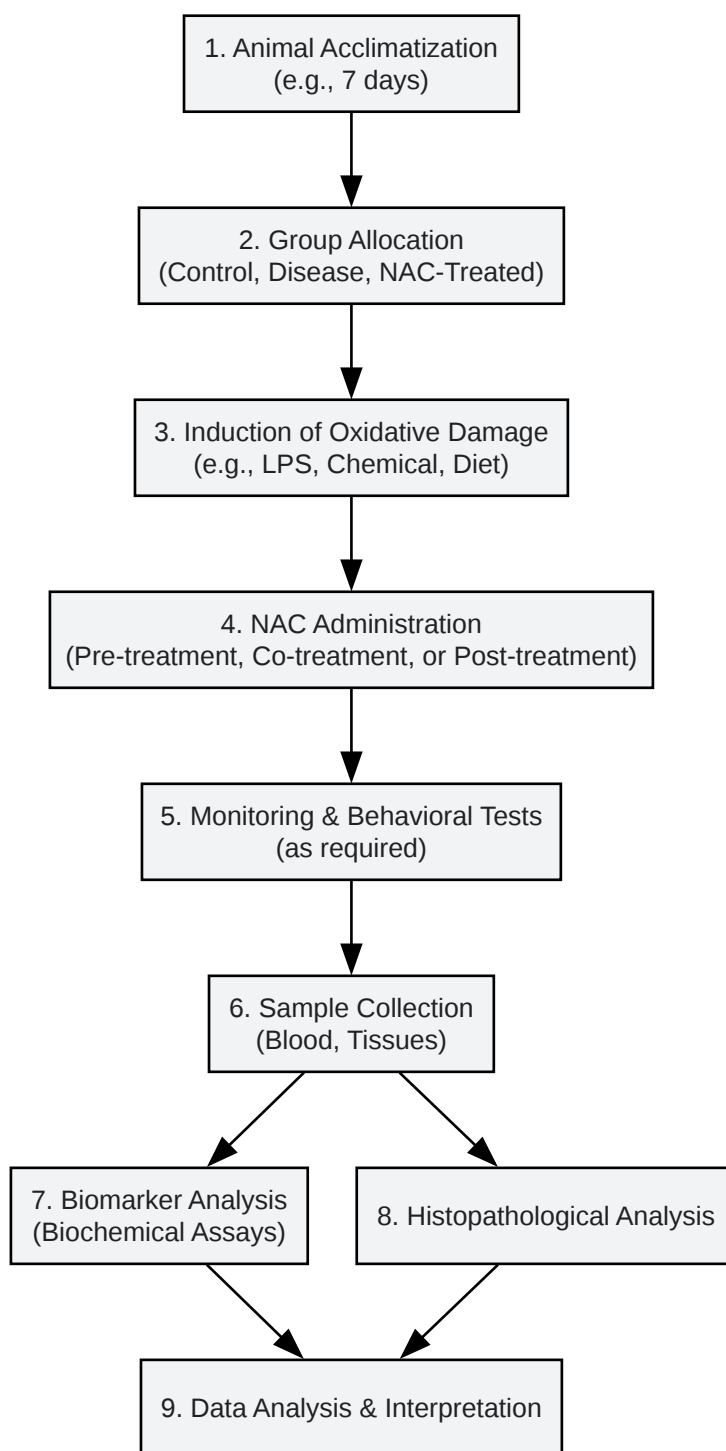 1. Animal Acclimatization
(e.g., 7 days)
2. Group Allocation
(Control, Disease, NAC-Treated)
3. Induction of Oxidative Damage
(e.g., LPS, Chemical, Diet)
4. NAC Administration
(Pre-treatment, Co-treatment, or Post-treatment)
5. Monitoring & Behavioral Tests
(as required)
6. Sample Collection
(Blood, Tissues)
7. Biomarker Analysis
(Biochemical Assays)
8. Histopathological Analysis
9. Data Analysis & Interpretation